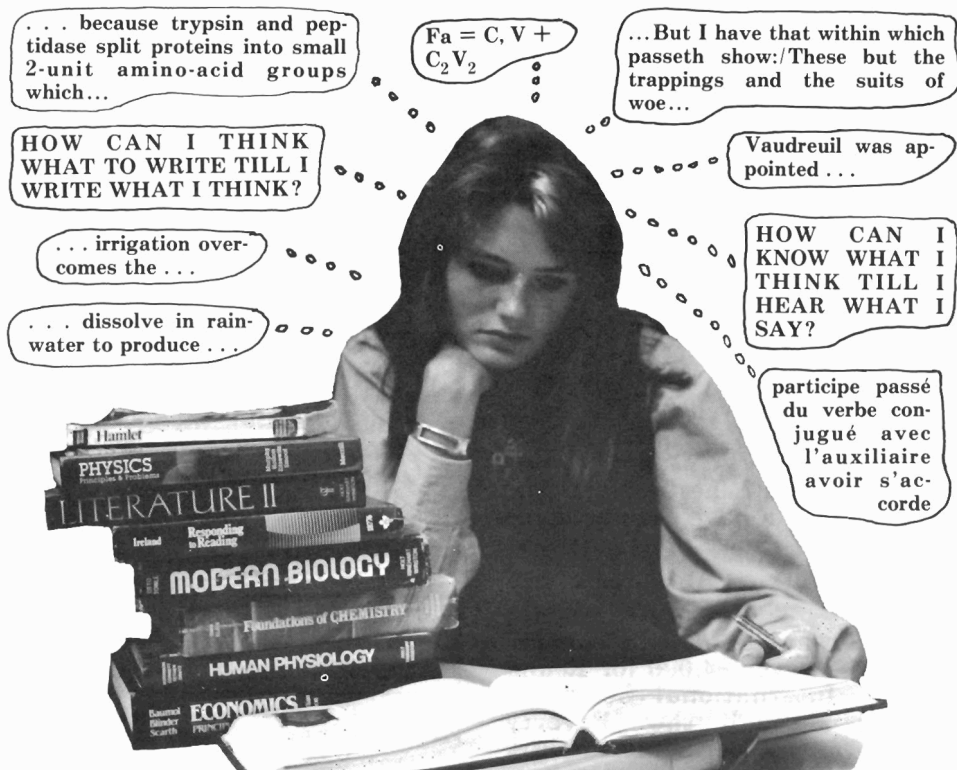 . . . because trypsin and pep-
tidase split proteins into small
2-unit amino-acid groups
which...
Fa = C, V +
C₂V₂
...But I have that within which
passeth show:/These but the
trappings and the suits of
woe...
HOW CAN I THINK
WHAT TO WRITE TILL I
WRITE WHAT I THINK?
Vaudreuil was ap-
pointed . . .
. . . irrigation over-
comes the . . .
HOW CAN I
KNOW WHAT I
THINK TILL I
HEAR WHAT I
SAY?
. . . dissolve in rain-
water to produce . . .
participe passé
du verbe con-
jugué avec
l'auxiliaire
avoir s'ac-
corde
Hamlet
PHYSICS
Principles & Problems
LITERATURE II
Ireland
Responding
to Reading
MODERN BIOLOGY
Foundations of CHEMISTRY
HUMAN PHYSIOLOGY
Baumol
Blinder
Scarth
ECONOMICS